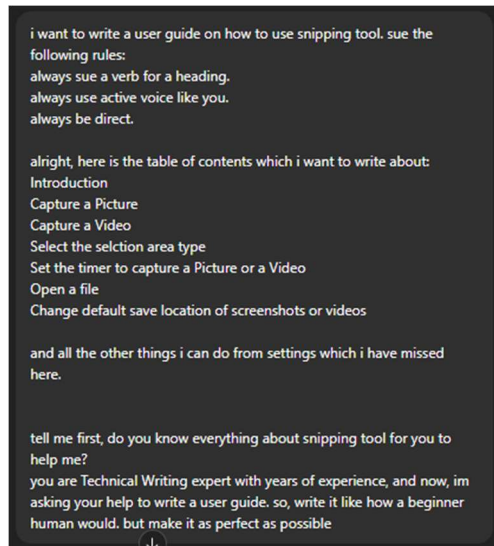 i want to write a user guide on how to use snipping tool. sue the
following rules:
always sue a verb for a heading.
always use active voice like you.
always be direct.
alright, here is the table of contents which i want to write about:
Introduction
Capture a Picture
Capture a Video
Select the selction area type
Set the timer to capture a Picture or a Video
Open a file
Change default save location of screenshots or videos
and all the other things i can do from settings which i have missed
here.
tell me first, do you know everything about snipping tool for you to
help me?
you are Technical Writing expert with years of experience, and now, im
asking your help to write a user guide. so, write it like how a beginner
human would. but make it as perfect as possible